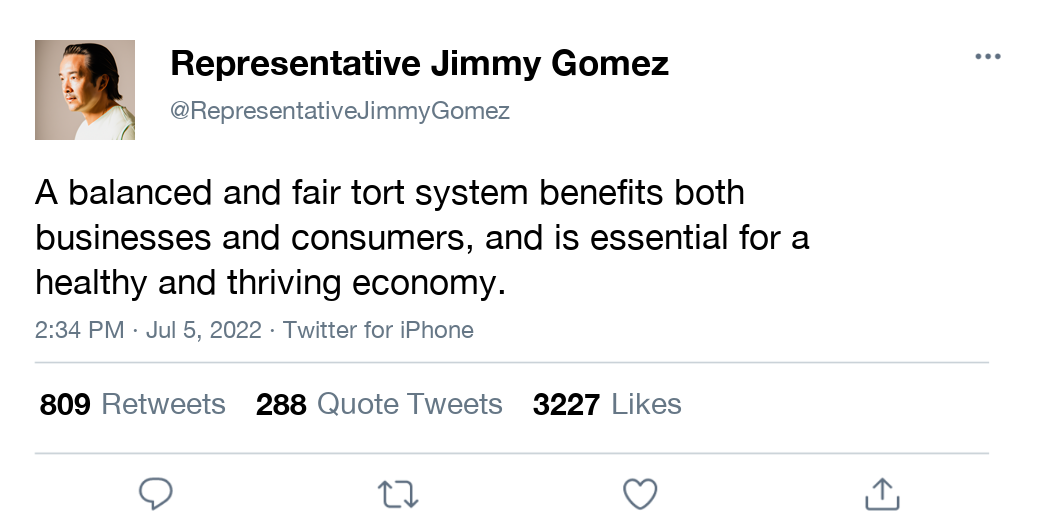 Representative Jimmy Gomez
@RepresentativeJimmyGomez
A balanced and fair tort system benefits both
businesses and consumers, and is essential for a
healthy and thriving economy.
2:34 PM · Jul 5, 2022 · Twitter for iPhone
809 Retweets 288 Quote Tweets 3227 Likes